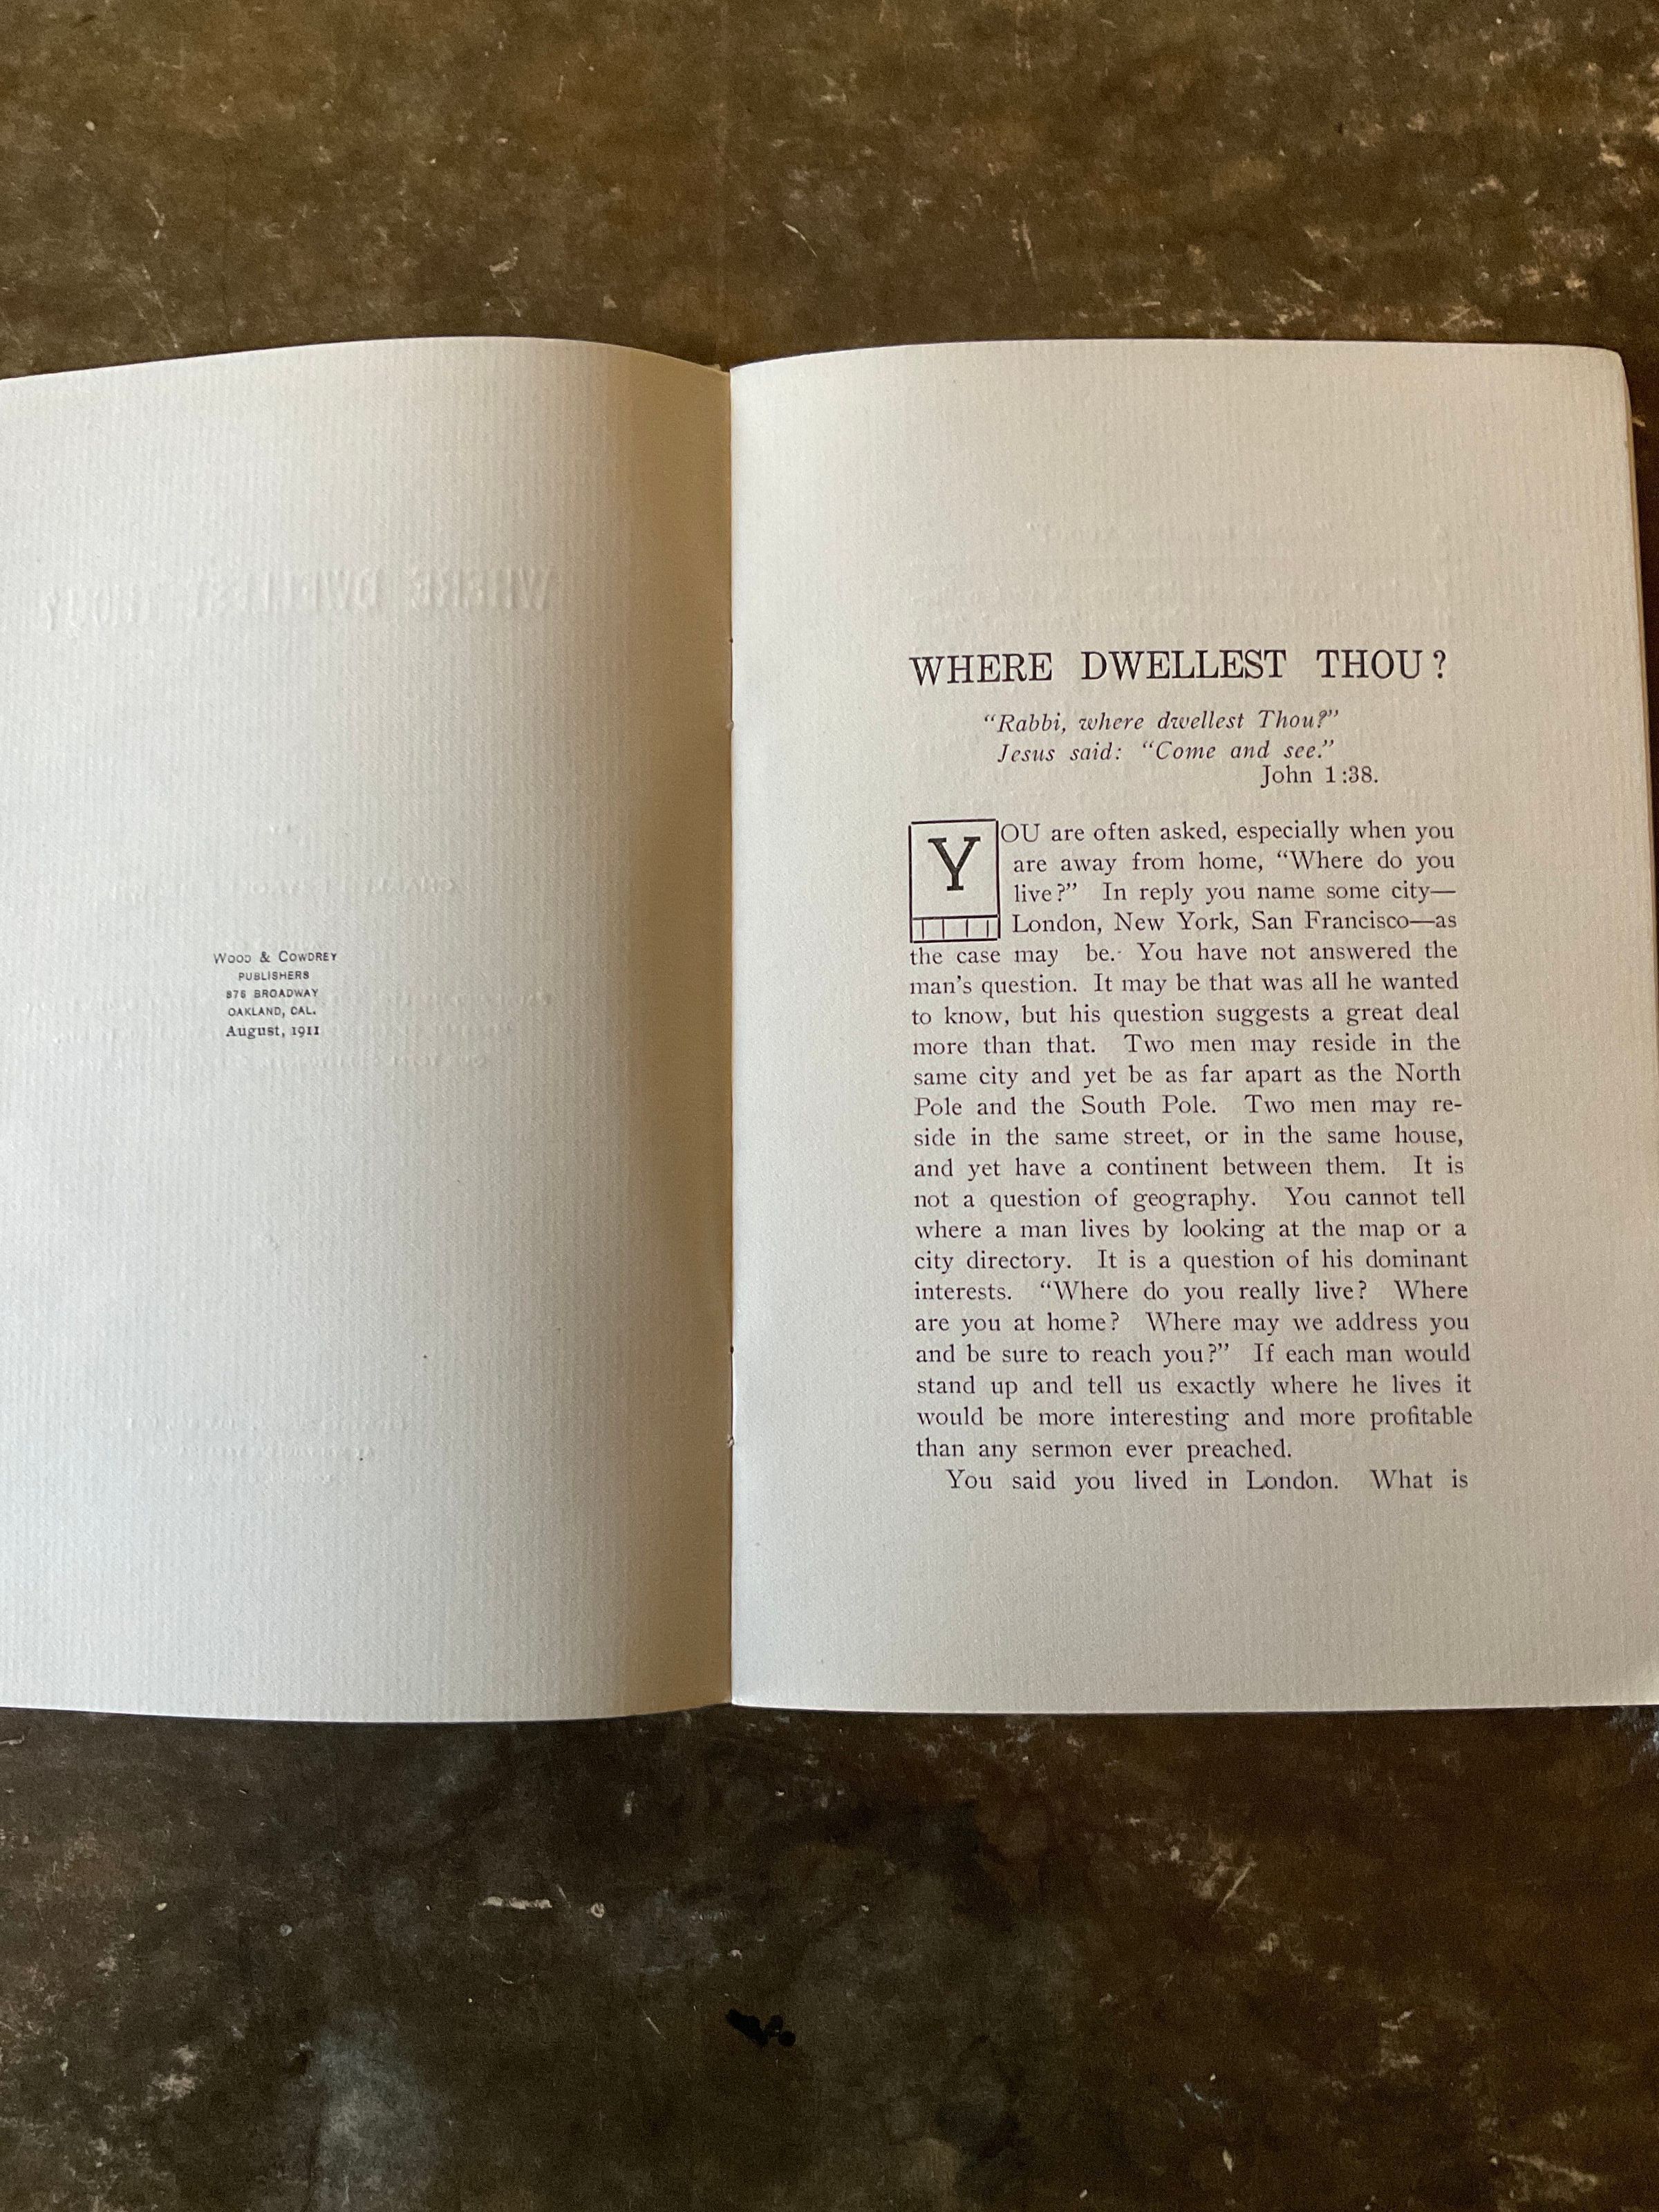 WOOD & COWDREY
PUBLISHERS
876 BROADWAY
OAKLAND, CAL.
August, 1911
WHERE DWELLEST THOU?
“Rabbi, where dwellest Thou?”
Jesus said: “Come and see.”
John 1:38.
YOU are often asked, especially when you
are away from home, “Where do you
live?” In reply you name some city—
London, New York, San Francisco—as
the case may be. You have not answered the
man’s question. It may be that was all he wanted
to know, but his question suggests a great deal
more than that. Two men may reside in the
same city and yet be as far apart as the North
Pole and the South Pole. Two men may re-
side in the same street, or in the same house,
and yet have a continent between them. It is
not a question of geography. You cannot tell
where a man lives by looking at the map or a
city directory. It is a question of his dominant
interests. “Where do you really live? Where
are you at home? Where may we address you
and be sure to reach you?” If each man would
stand up and tell us exactly where he lives it
would be more interesting and more profitable
than any sermon ever preached.
You said you lived in London. What is